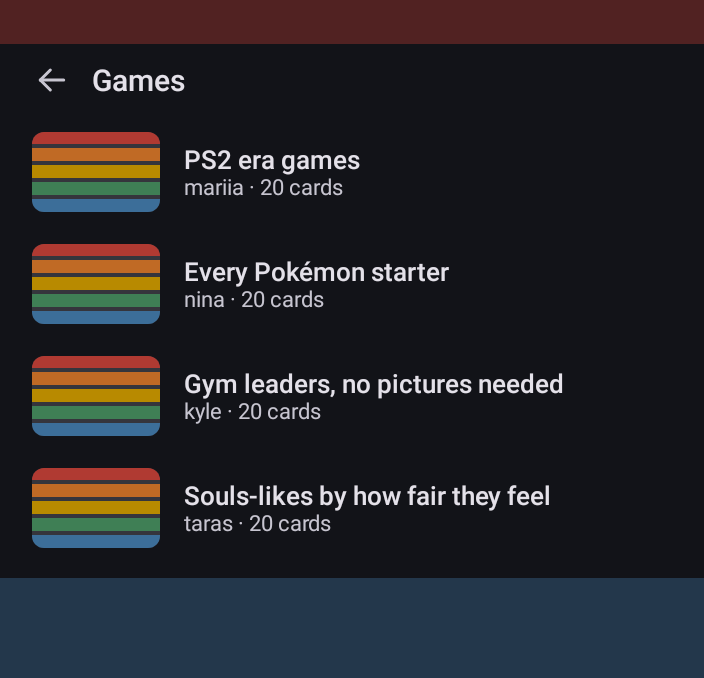 Games
PS2 era games
mariia · 20 cards
Every Pokémon starter
nina · 20 cards
Gym leaders, no pictures needed
kyle · 20 cards
Souls-likes by how fair they feel
taras · 20 cards